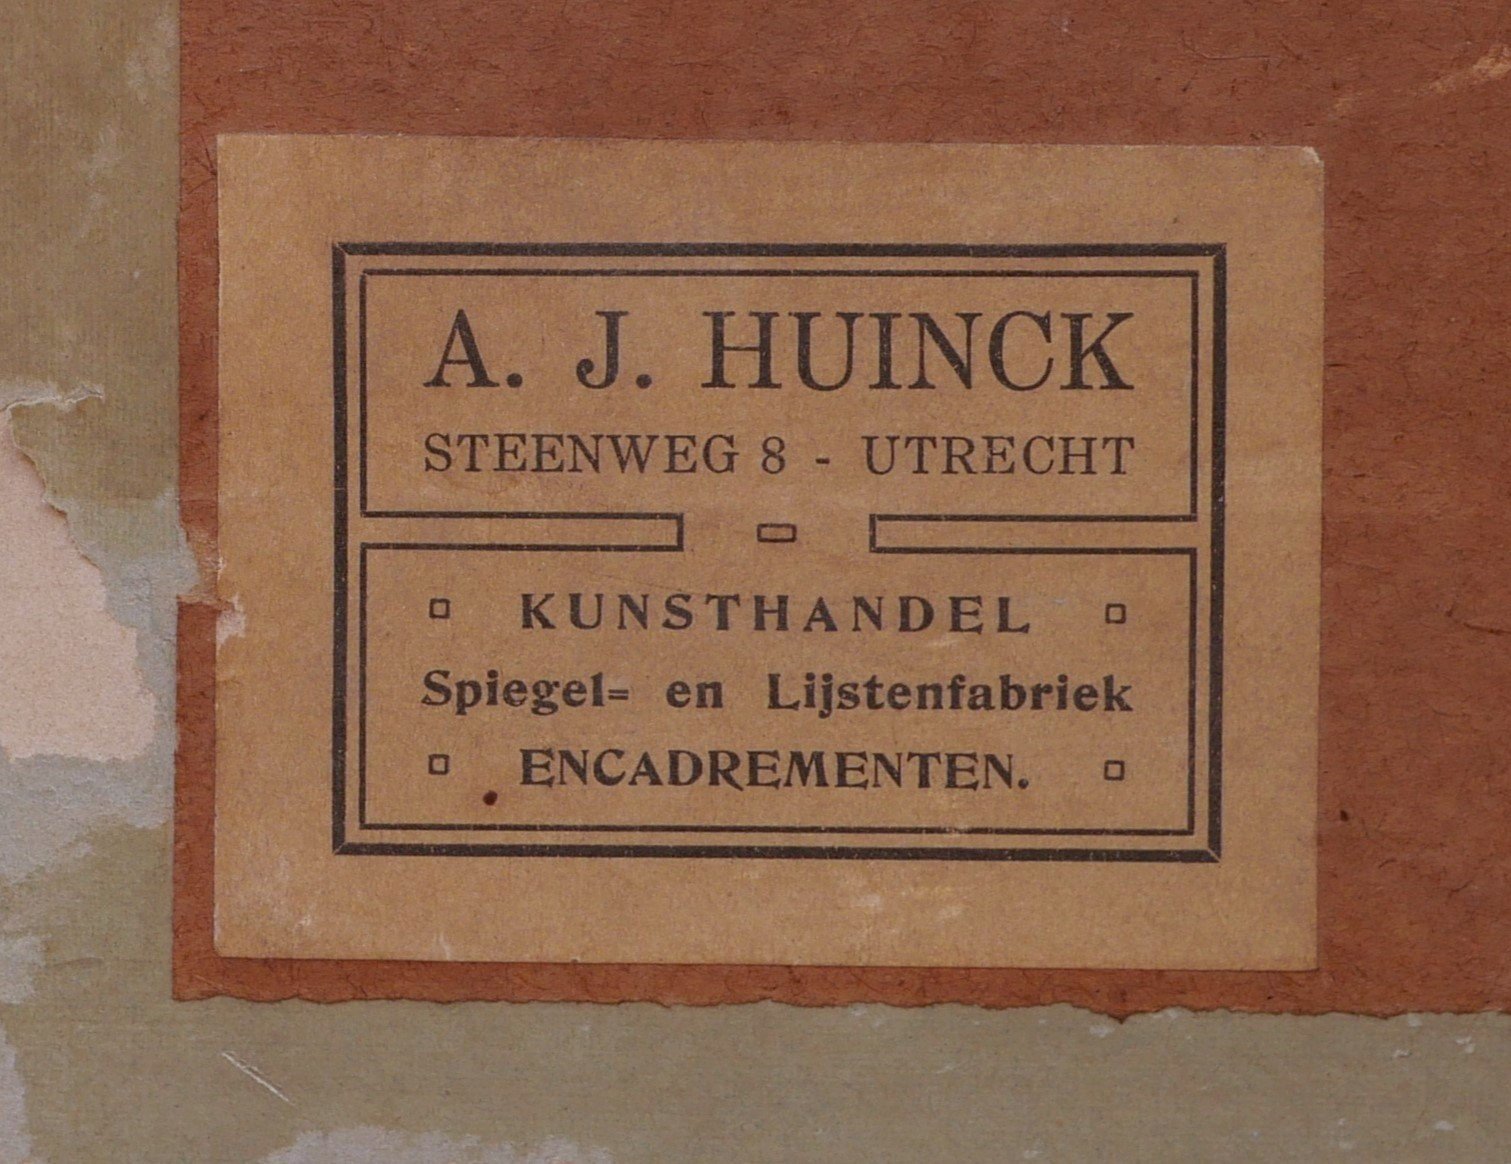 A. J. HUINCK
STEENWEG 8 - UTRECHT
KUNSTHANDEL
Spiegel= en Lijstenfabriek
ENCADREMENTEN.